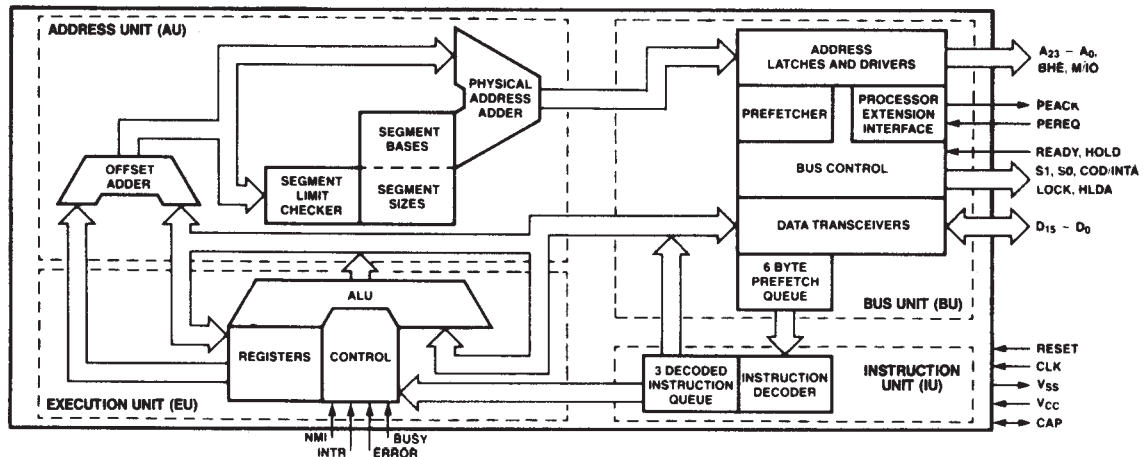 ADDRESS UNIT (AU)
OFFSET
ADDER
SEGMENT
LIMIT
CHECKER
SEGMENT
BASES
SEGMENT
SIZES
PHYSICAL
ADDRESS
ADDER
ADDRESS
LATCHES AND DRIVERS
PREFETCHER
PROCESSOR
EXTENSION
INTERFACE
BUS CONTROL
DATA TRANSCEIVERS
6 BYTE
PREFETCH
QUEUE
BUS UNIT (BU)
A23 - A0,
BHE, M/IO
PEACK
PEREQ
READY, HOLD
S1, S0, COD/INTA
LOCK, HLDA
D15 - D0
ALU
REGISTERS
CONTROL
EXECUTION UNIT (EU)
NMI
INTR
BUSY
ERROR
3 DECODED
INSTRUCTION
QUEUE
INSTRUCTION
DECODER
INSTRUCTION
UNIT (IU)
RESET
CLK
VSS
VCC
CAP